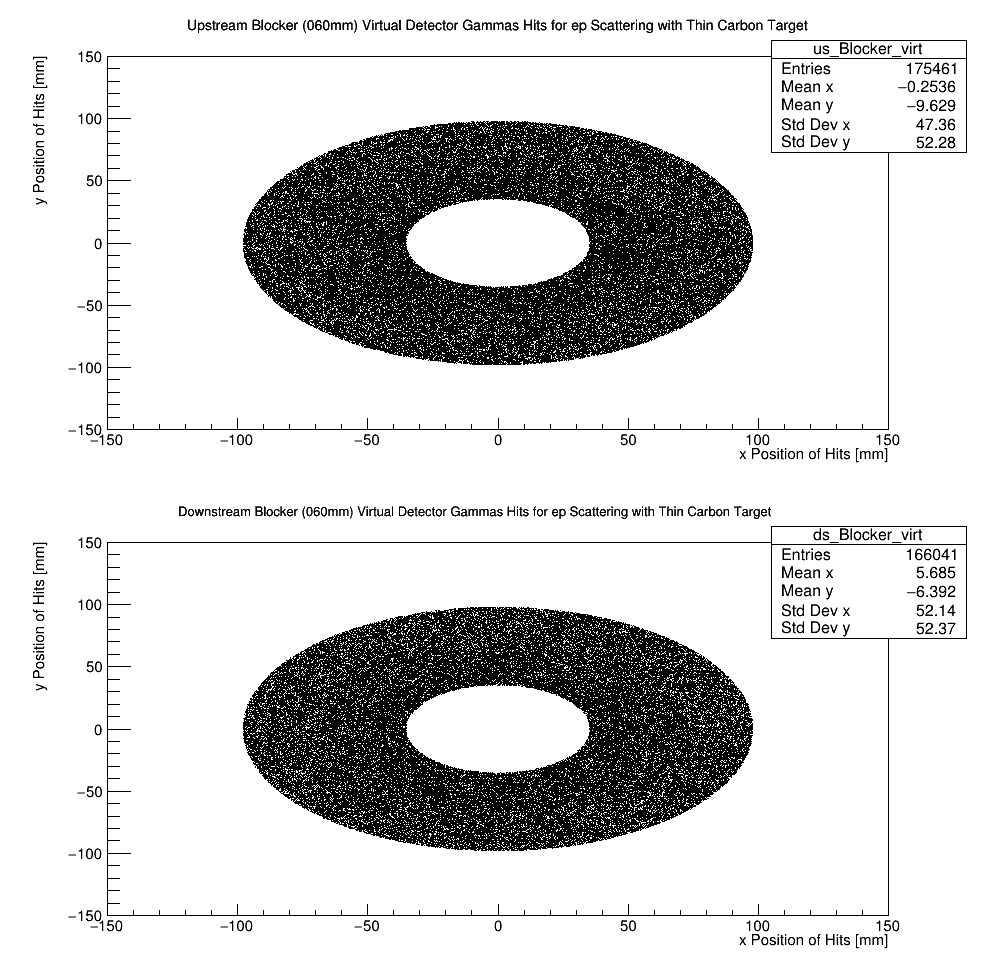 Upstream Blocker (060mm) Virtual Detector Gammas Hits for ep Scattering with Thin Carbon Target
us_Blocker_virt
Entries 175461
Mean x −0.2536
Mean y −9.629
Std Dev x 47.36
Std Dev y 52.28
y Position of Hits [mm]
150
100
50
0
−50
−100
−150
−150 −100 −50 0 50 100 150
x Position of Hits [mm]
Downstream Blocker (060mm) Virtual Detector Gammas Hits for ep Scattering with Thin Carbon Target
ds_Blocker_virt
Entries 166041
Mean x 5.685
Mean y −6.392
Std Dev x 52.14
Std Dev y 52.37
y Position of Hits [mm]
150
100
50
0
−50
−100
−150
−150 −100 −50 0 50 100 150
x Position of Hits [mm]